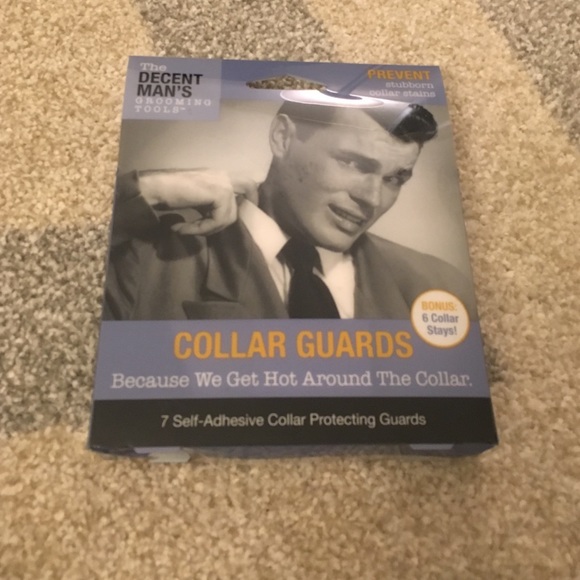 The
DECENT
MAN'S
GROOMING
TOOLS™
PREVENT
stubborn
collar stains
BONUS:
6 Collar
Stays!
COLLAR GUARDS
Because We Get Hot Around The Collar.
7 Self-Adhesive Collar Protecting Guards